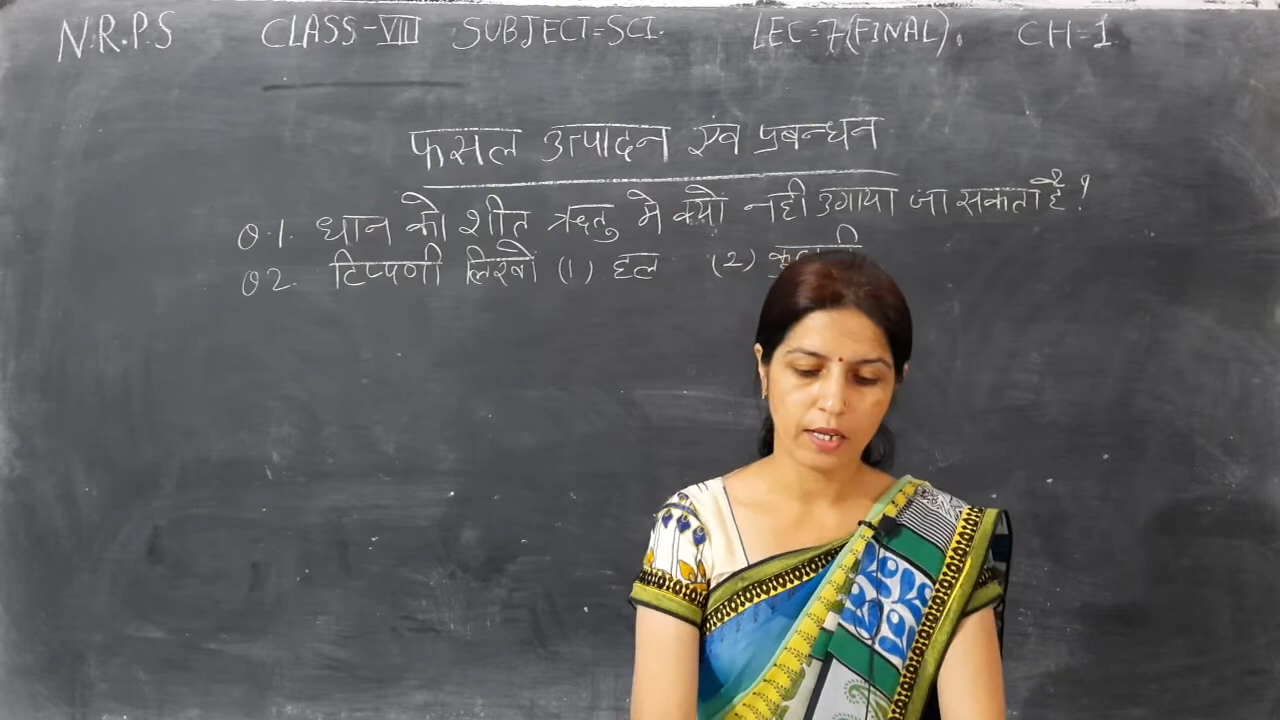 N.R.P.S CLASS-VIII SUBJECT=SCI. LEC=7(FINAL). CH=1
फसल उत्पादन एंव प्रबन्धन
Q.1. धान को शीत ऋतु मे क्यों नही उगाया जा सकता है?
Q2. टिप्पणी लिखों (1) हल (2)